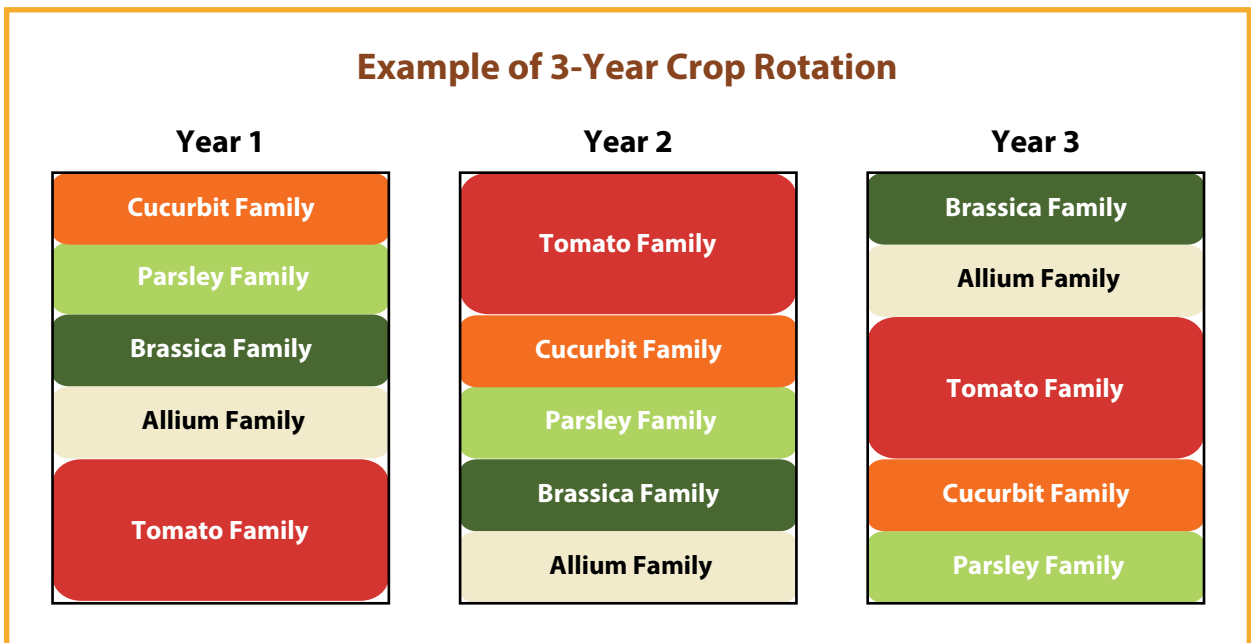 Example of 3-Year Crop Rotation
Year 1
Cucurbit Family
Parsley Family
Brassica Family
Allium Family
Tomato Family
Year 2
Tomato Family
Cucurbit Family
Parsley Family
Brassica Family
Allium Family
Year 3
Brassica Family
Allium Family
Tomato Family
Cucurbit Family
Parsley Family